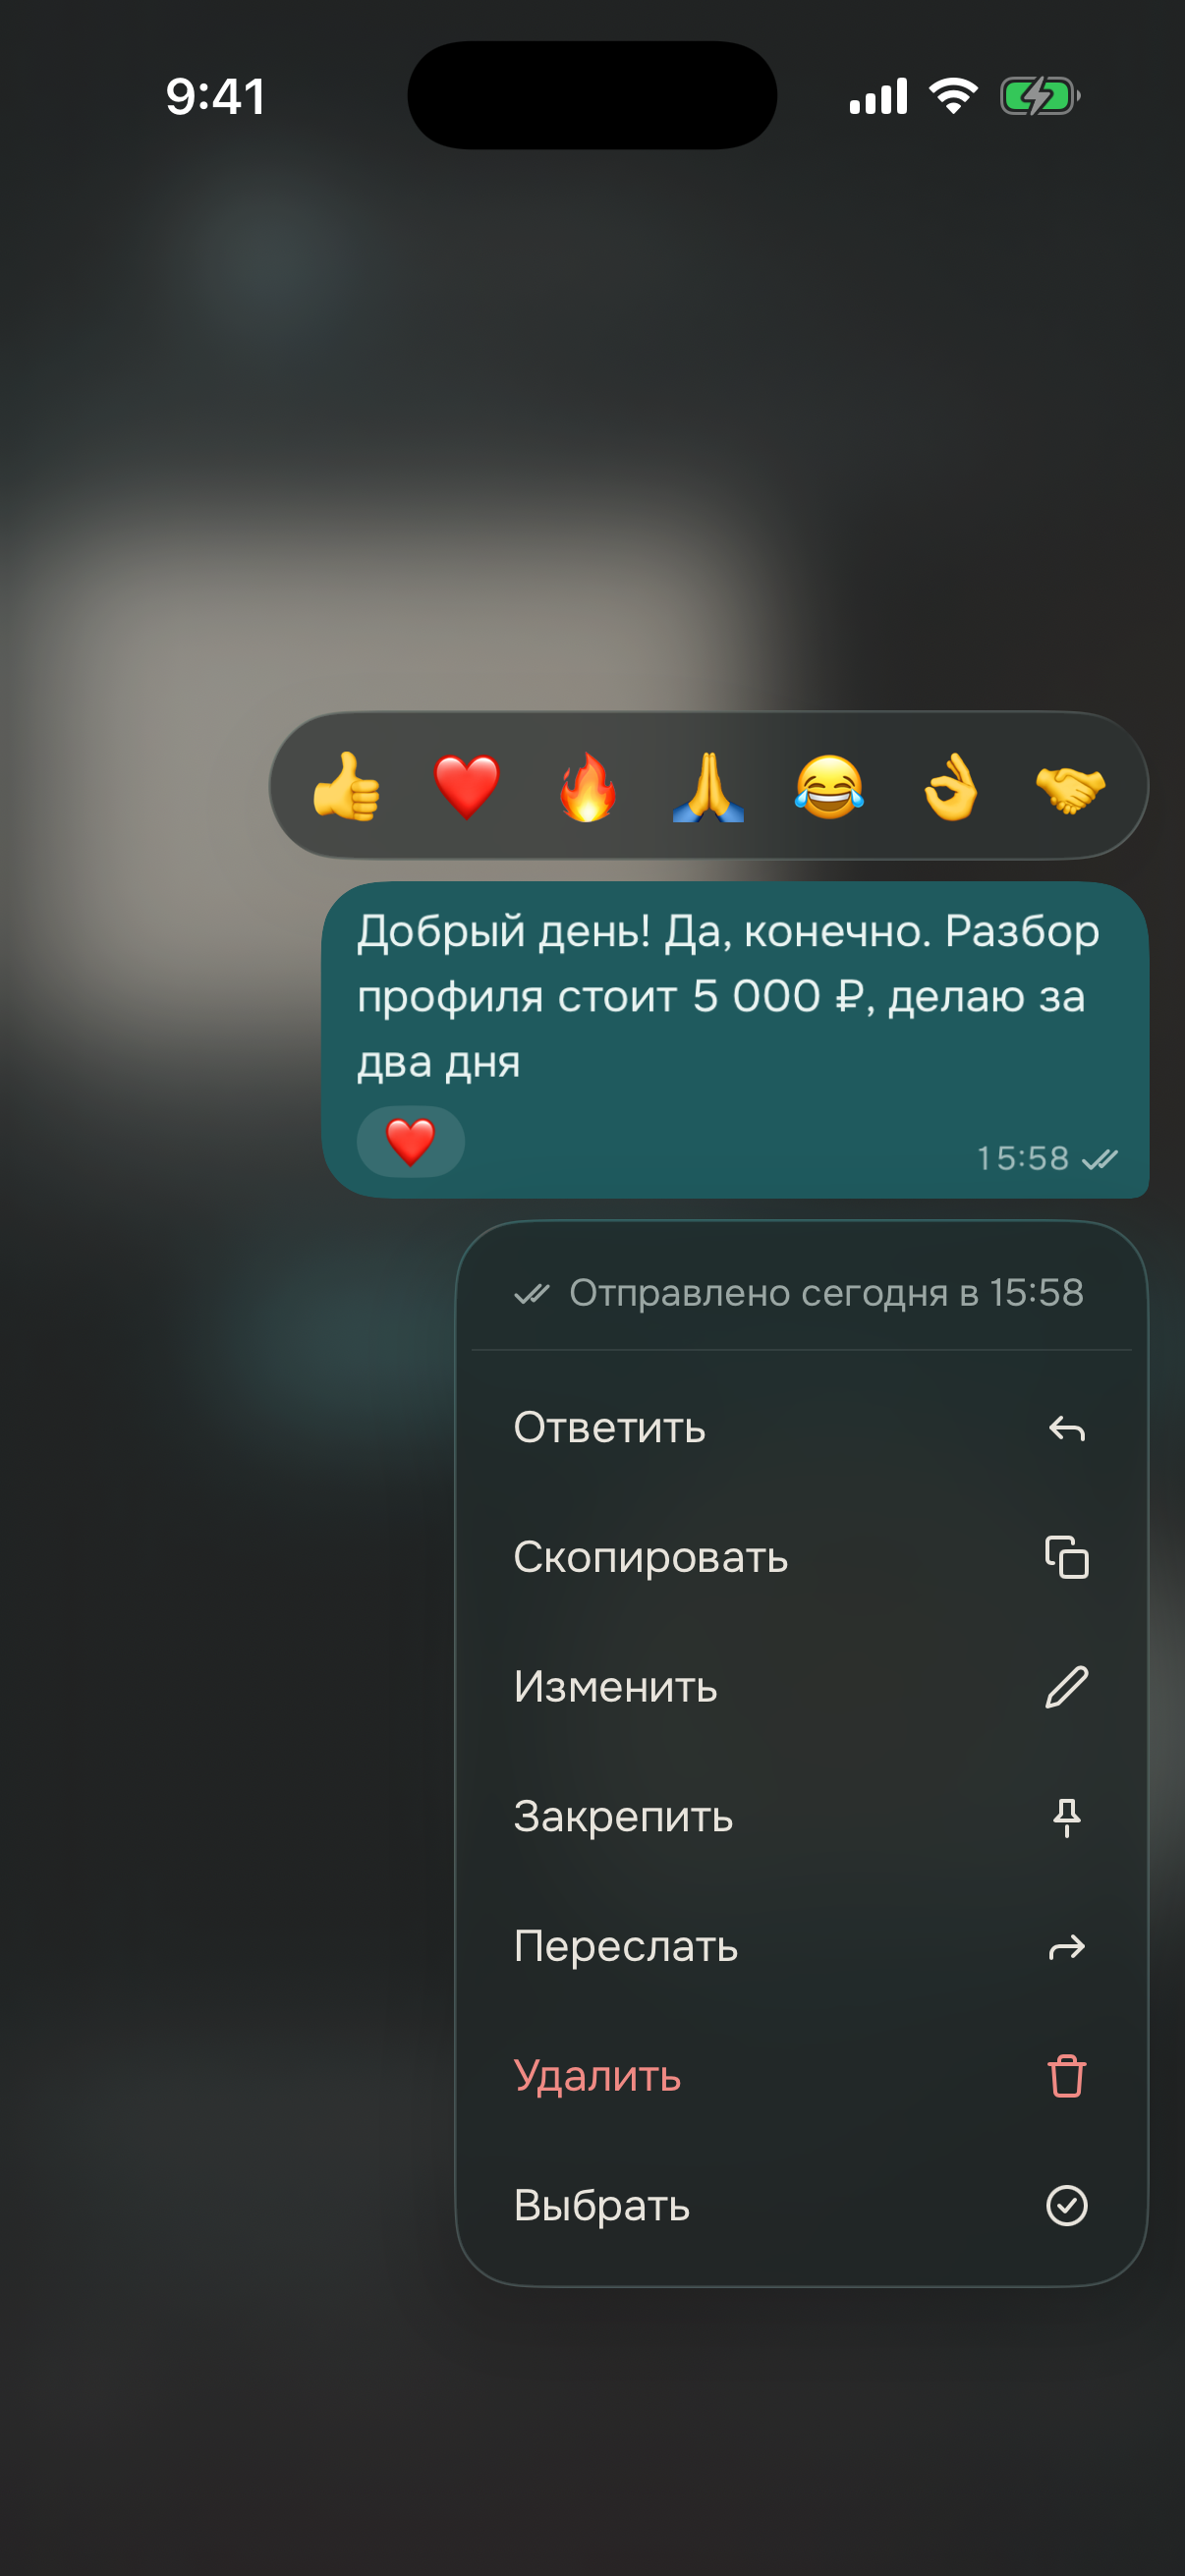 9:41
Добрый день! Да, конечно. Разбор
профиля стоит 5 000 ₽, делаю за
два дня
15:58
Отправлено сегодня в 15:58
Ответить
Скопировать
Изменить
Закрепить
Переслать
Удалить
Выбрать